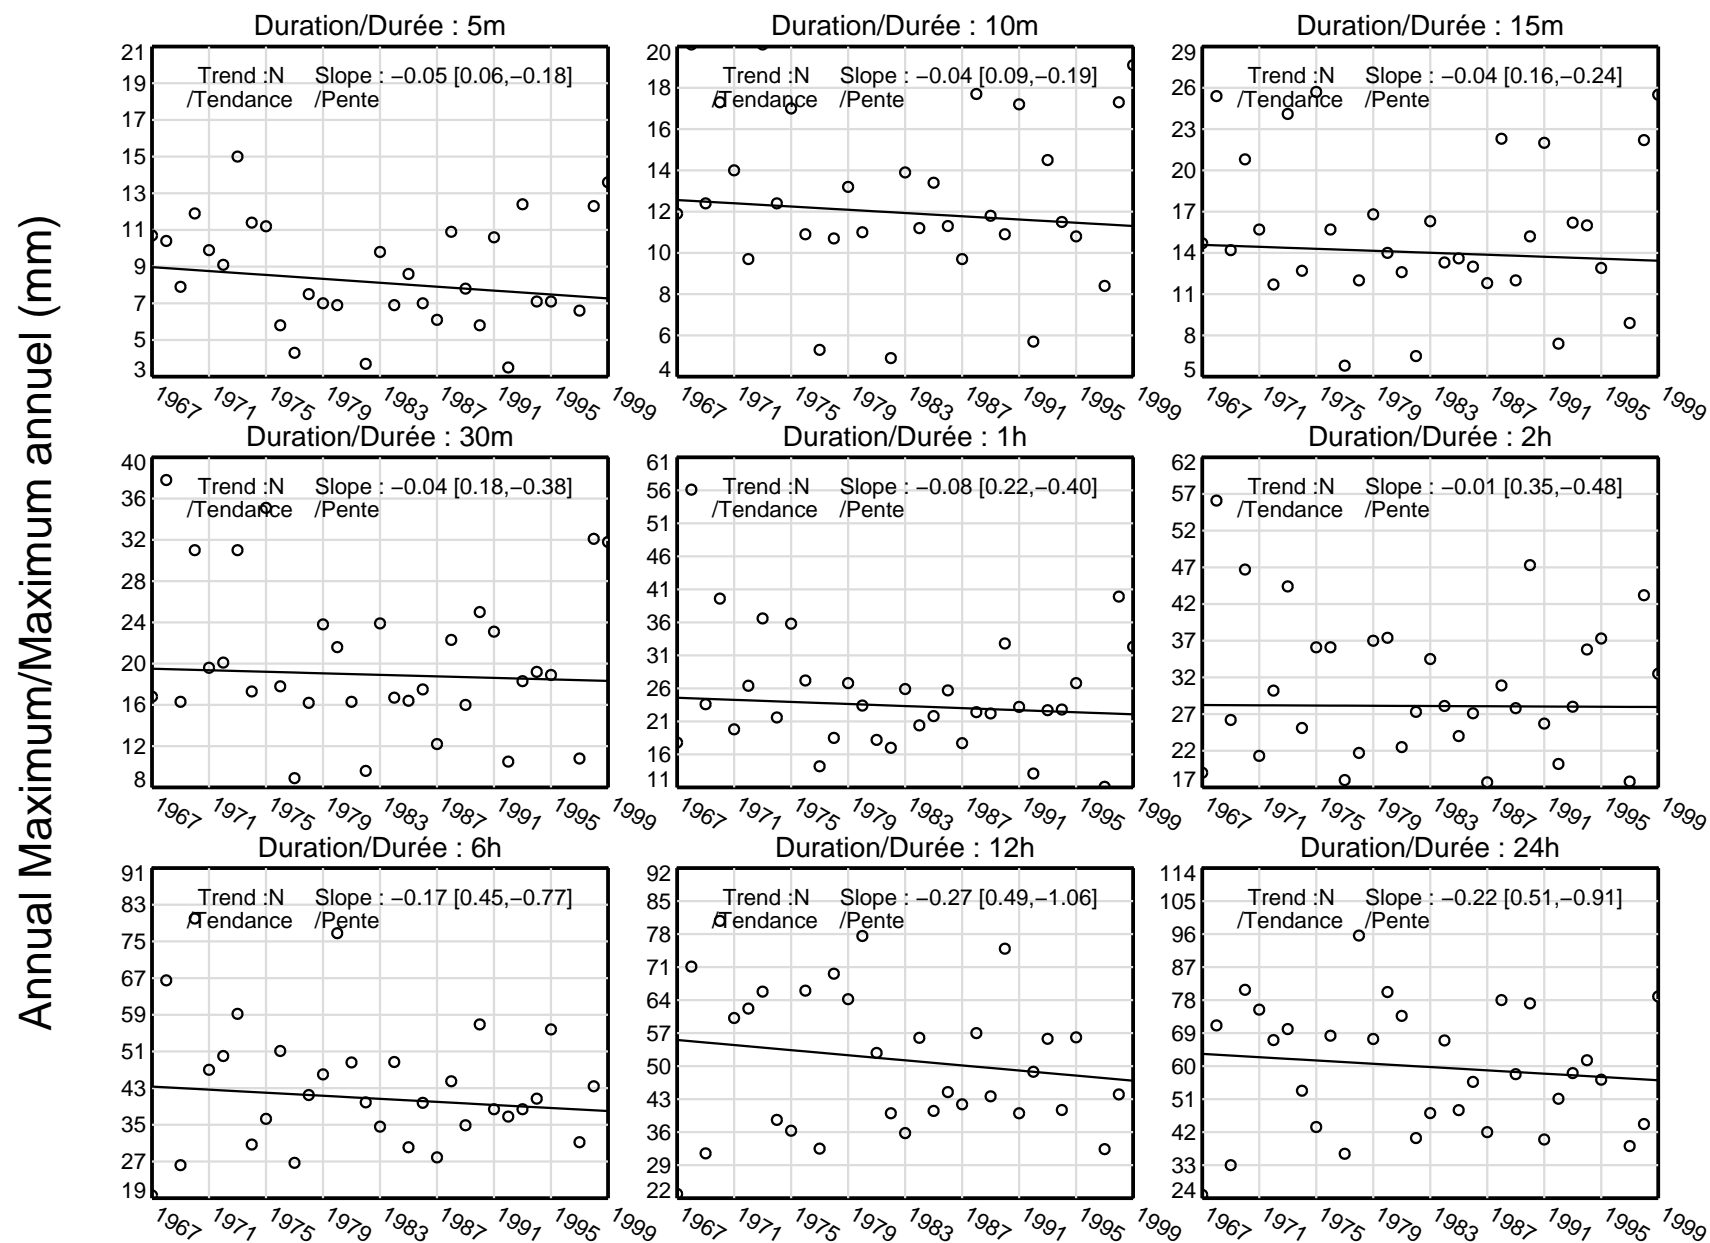 Annual Maximum/Maximum annuel (mm)
Duration/Durée : 5m
Trend :N Slope : −0.05 [0.06,−0.18]
/Tendance /Pente
21
19
17
15
13
11
9
7
5
3
1967 1971 1975 1979 1983 1987 1991 1995 1999
Duration/Durée : 10m
Trend :N Slope : −0.04 [0.09,−0.19]
/Tendance /Pente
20
18
16
14
12
10
8
6
4
1967 1971 1975 1979 1983 1987 1991 1995 1999
Duration/Durée : 15m
Trend :N Slope : −0.04 [0.16,−0.24]
/Tendance /Pente
29
26
23
20
17
14
11
8
5
1967 1971 1975 1979 1983 1987 1991 1995 1999
Duration/Durée : 30m
Trend :N Slope : −0.04 [0.18,−0.38]
/Tendance /Pente
40
36
32
28
24
20
16
12
8
1967 1971 1975 1979 1983 1987 1991 1995 1999
Duration/Durée : 1h
Trend :N Slope : −0.08 [0.22,−0.40]
/Tendance /Pente
61
56
51
46
41
36
31
26
21
16
11
1967 1971 1975 1979 1983 1987 1991 1995 1999
Duration/Durée : 2h
Trend :N Slope : −0.01 [0.35,−0.48]
/Tendance /Pente
62
57
52
47
42
37
32
27
22
17
1967 1971 1975 1979 1983 1987 1991 1995 1999
Duration/Durée : 6h
Trend :N Slope : −0.17 [0.45,−0.77]
/Tendance /Pente
91
83
75
67
59
51
43
35
27
19
1967 1971 1975 1979 1983 1987 1991 1995 1999
Duration/Durée : 12h
Trend :N Slope : −0.27 [0.49,−1.06]
/Tendance /Pente
92
85
78
71
64
57
50
43
36
29
22
1967 1971 1975 1979 1983 1987 1991 1995 1999
Duration/Durée : 24h
Trend :N Slope : −0.22 [0.51,−0.91]
/Tendance /Pente
114
105
96
87
78
69
60
51
42
33
24
1967 1971 1975 1979 1983 1987 1991 1995 1999